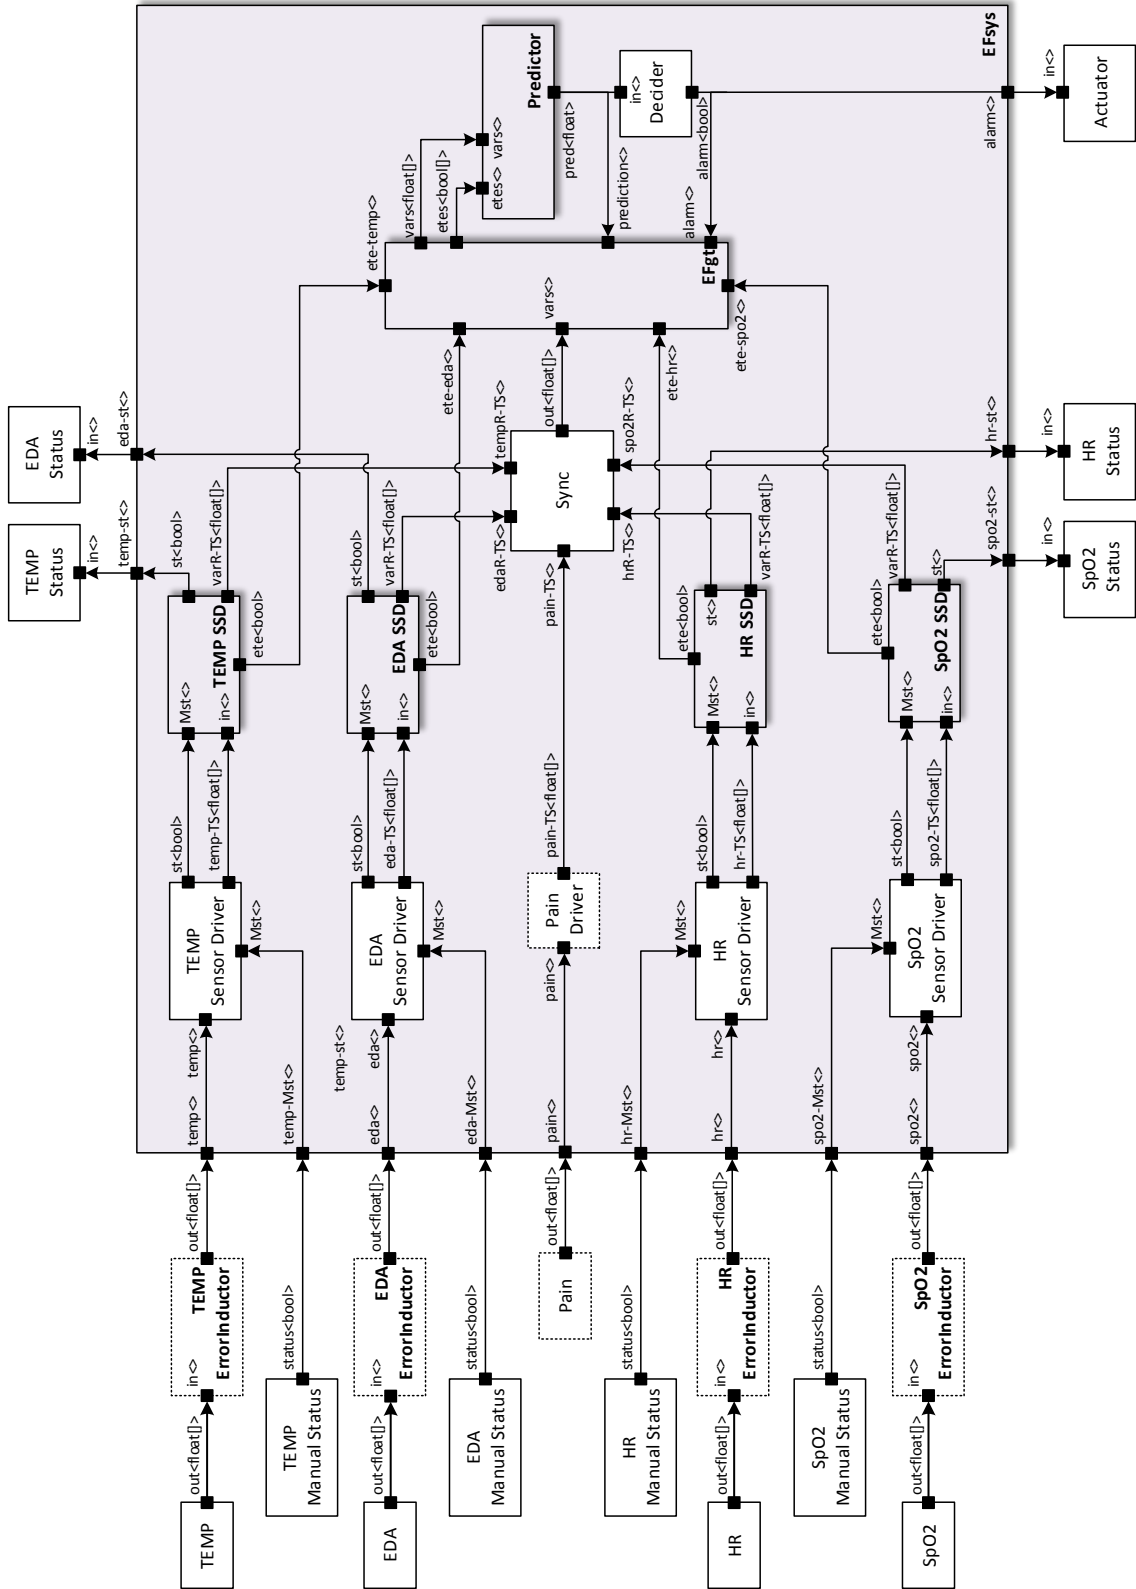 TEMP
Status
in<>
temp-st<>
EDA
Status
in<>
eda-st<>
TEMP
out<float[]>
in<>
TEMP
ErrorInductor
out<float[]>
temp<>
temp<>
TEMP
Sensor Driver
Mst<>
st<bool>
temp-TS<float[]>
Mst<>
in<>
TEMP SSD
st<bool>
varR-TS<float[]>
ete<bool>
TEMP
Manual Status
status<bool>
temp-Mst<>
temp-st<>
EDA
out<float[]>
in<>
EDA
ErrorInductor
out<float[]>
eda<>
eda<>
EDA
Sensor Driver
Mst<>
st<bool>
eda-TS<float[]>
Mst<>
in<>
EDA SSD
st<bool>
varR-TS<float[]>
ete<bool>
EDA
Manual Status
status<bool>
eda-Mst<>
Pain
out<float[]>
pain<>
pain<>
Pain
Driver
pain-TS<float[]>
pain-TS<>
edaR-TS<>
tempR-TS<>
Sync
hrR-TS<>
spo2R-TS<>
out<float[]>
ete-temp<>
ete-eda<>
vars<>
ete-hr<>
ete-spo2<>
EFgt
vars<float[]>
etes<bool[]>
prediction<>
alarm<>
etes<>
vars<>
Predictor
pred<float>
in<>
Decider
alarm<bool>
HR
Manual Status
status<bool>
hr-Mst<>
HR
out<float[]>
in<>
HR
ErrorInductor
out<float[]>
hr<>
hr<>
HR
Sensor Driver
Mst<>
st<bool>
hr-TS<float[]>
Mst<>
in<>
HR SSD
ete<bool>
st<>
varR-TS<float[]>
SpO2
Manual Status
status<bool>
spo2-Mst<>
SpO2
out<float[]>
in<>
SpO2
ErrorInductor
out<float[]>
spo2<>
spo2<>
SpO2
Sensor Driver
Mst<>
st<bool>
spo2-TS<float[]>
Mst<>
in<>
SpO2 SSD
ete<bool>
varR-TS<float[]>
st<>
spo2-st<>
hr-st<>
alarm<>
EFsys
in<>
SpO2
Status
in<>
HR
Status
in<>
Actuator